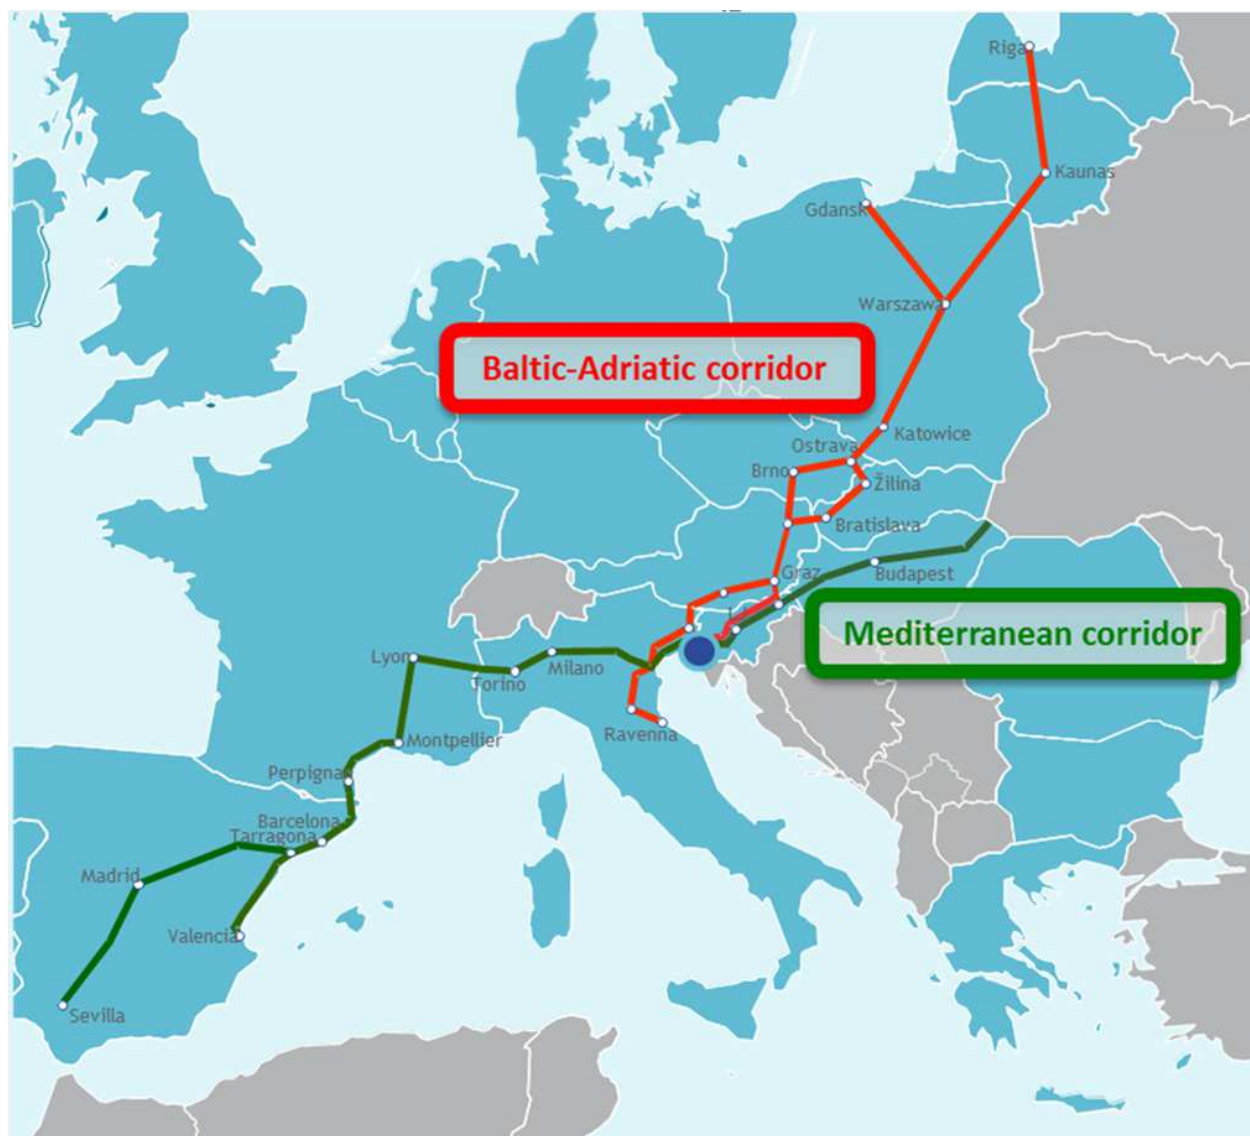 Riga
Kaunas
Gdansk
Warszawa
Baltic-Adriatic corridor
Katowice
Ostrava
Brno
Žilina
Bratislava
Graz
Budapest
Mediterranean corridor
Lyon
Milano
Torino
Ravenna
Montpellier
Perpigna
Barcelona
Tarragona
Madrid
Valencia
Sevilla